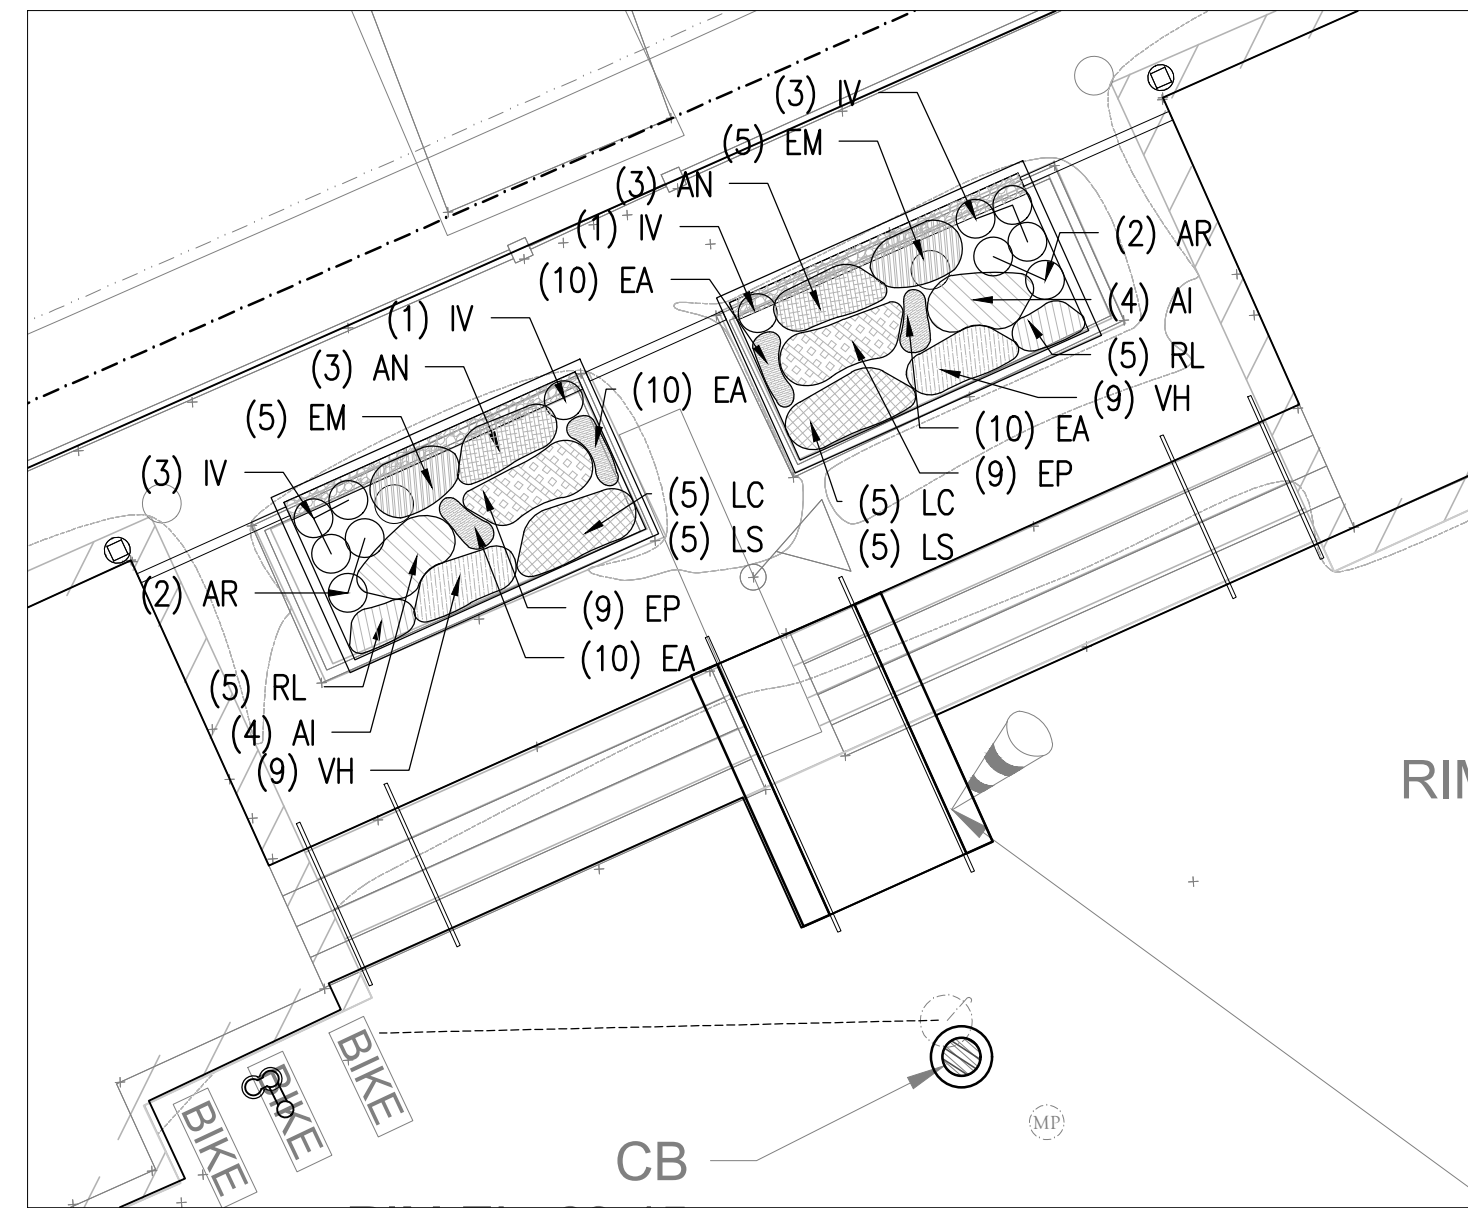 (3) IV
(5) EM
(3) AN
(1) IV
(10) EA
(2) AR
(4) AI
(5) RL
(9) VH
(10) EA
(9) EP
(5) LC
(5) LS
(1) IV
(3) AN
(5) EM
(3) IV
(10) EA
(5) LC
(5) LS
(2) AR
(9) EP
(10) EA
(5) RL
(4) AI
(9) VH
RIM
BIKE
BIKE
BIKE
CB
MP